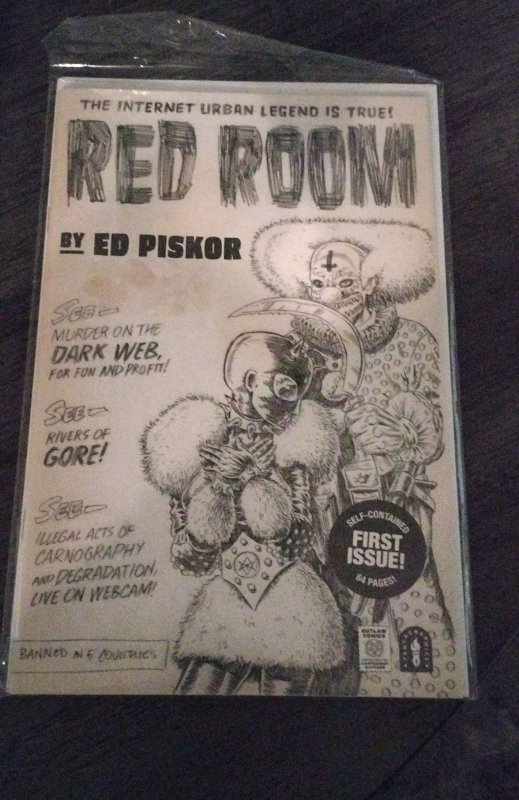 THE INTERNET URBAN LEGEND IS TRUE!
RED ROOM
BY ED PISKOR
SEE—
MURDER ON THE
DARK WEB,
FOR FUN AND PROFIT!
SEE—
RIVERS OF
GORE!
SEE—
ILLEGAL ACTS OF
CARNOGRAPHY
AND DEGRADATION,
LIVE ON WEBCAM!
SELF-CONTAINED
FIRST
ISSUE!
64 PAGES!
OUTLAW
COMICS
BANNED IN 5 COUNTRIES